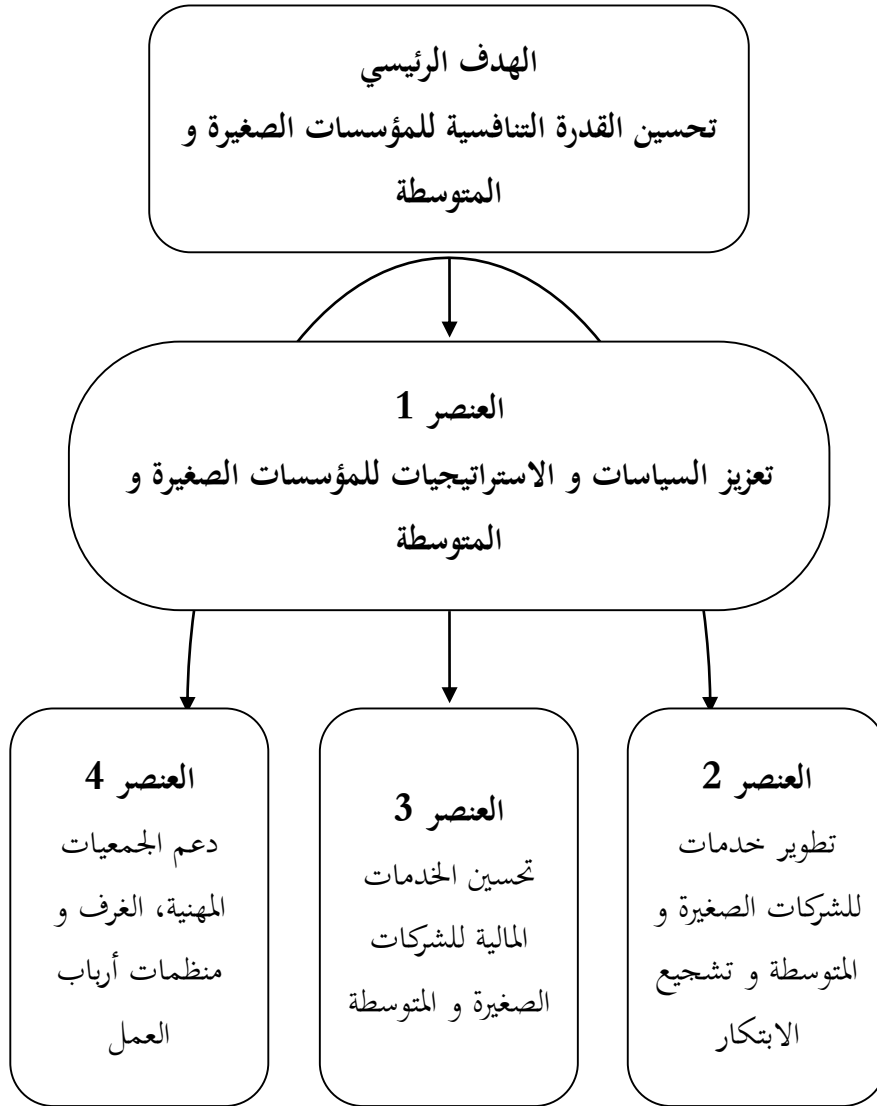 الهدف الرئيسي
تحسين القدرة التنافسية للمؤسسات الصغيرة و
المتوسطة
العنصر 1
تعزيز السياسات و الاستراتيجيات للمؤسسات الصغيرة و
المتوسطة
العنصر 2
تطوير خدمات
للشركات الصغيرة و
المتوسطة و تشجيع
الابتكار
العنصر 3
تحسين الخدمات
المالية للشركات
الصغيرة و المتوسطة
العنصر 4
دعم الجمعيات
المهنية، الغرف و
منظمات أرباب
العمل